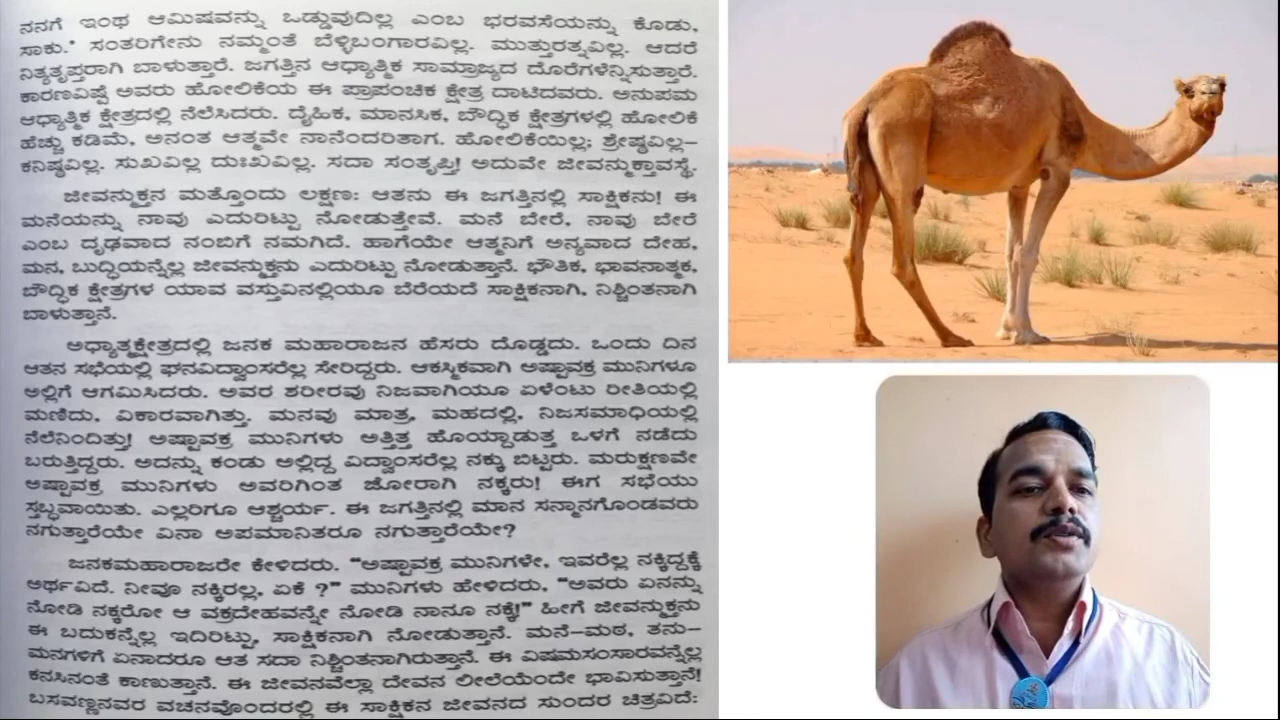 ನನಗೆ ಇಂಥ ಆಮಿಷವನ್ನು ಒಡ್ಡುವುದಿಲ್ಲ ಎಂಬ ಭರವಸೆಯನ್ನು ಕೊಡು,
ಸಾಕು.” ಸಂತರಿಗೇನು ನಮ್ಮಂತೆ ಬೆಳ್ಳಿಬಂಗಾರವಿಲ್ಲ. ಮುತ್ತುರತ್ನವಿಲ್ಲ. ಆದರೆ
ನಿತ್ಯತೃಪ್ತರಾಗಿ ಬಾಳುತ್ತಾರೆ. ಜಗತ್ತಿನ ಆಧ್ಯಾತ್ಮಿಕ ಸಾಮ್ರಾಜ್ಯದ ದೊರೆಗಳೆನ್ನಿಸುತ್ತಾರೆ.
ಕಾರಣವಿಷ್ಟೆ ಅವರು ಹೋಲಿಕೆಯ ಈ ಪ್ರಾಪಂಚಿಕ ಕ್ಷೇತ್ರ ದಾಟಿದವರು. ಅನುಪಮ
ಆಧ್ಯಾತ್ಮಿಕ ಕ್ಷೇತ್ರದಲ್ಲಿ ನೆಲೆಸಿದರು. ದೈಹಿಕ, ಮಾನಸಿಕ, ಬೌದ್ಧಿಕ ಕ್ಷೇತ್ರಗಳಲ್ಲಿ ಹೋಲಿಕೆ
ಹೆಚ್ಚು ಕಡಿಮೆ, ಅನಂತ ಆತ್ಮವೇ ನಾನೆಂದರಿತಾಗ. ಹೋಲಿಕೆಯಿಲ್ಲ; ಶ್ರೇಷ್ಠವಿಲ್ಲ–
ಕನಿಷ್ಠವಿಲ್ಲ. ಸುಖವಿಲ್ಲ ದುಃಖವಿಲ್ಲ. ಸದಾ ಸಂತೃಪ್ತಿ! ಅದುವೇ ಜೀವನ್ಮುಕ್ತಾವಸ್ಥೆ.
ಜೀವನ್ಮುಕ್ತನ ಮತ್ತೊಂದು ಲಕ್ಷಣ: ಆತನು ಈ ಜಗತ್ತಿನಲ್ಲಿ ಸಾಕ್ಷಿಕನು! ಈ
ಮನೆಯನ್ನು ನಾವು ಎದುರಿಟ್ಟು ನೋಡುತ್ತೇವೆ. ಮನೆ ಬೇರೆ, ನಾವು ಬೇರೆ
ಎಂಬ ದೃಢವಾದ ನಂಬಿಗೆ ನಮಗಿದೆ. ಹಾಗೆಯೇ ಆತ್ಮನಿಗೆ ಅನ್ಯವಾದ ದೇಹ,
ಮನ, ಬುದ್ಧಿಯನ್ನೆಲ್ಲ ಜೀವನ್ಮುಕ್ತನು ಎದುರಿಟ್ಟು ನೋಡುತ್ತಾನೆ. ಭೌತಿಕ, ಭಾವನಾತ್ಮಕ,
ಬೌದ್ಧಿಕ ಕ್ಷೇತ್ರಗಳ ಯಾವ ವಸ್ತುವಿನಲ್ಲಿಯೂ ಬೆರೆಯದೆ ಸಾಕ್ಷಿಕನಾಗಿ, ನಿಶ್ಚಿಂತನಾಗಿ
ಬಾಳುತ್ತಾನೆ.
ಅಧ್ಯಾತ್ಮಕ್ಷೇತ್ರದಲ್ಲಿ ಜನಕ ಮಹಾರಾಜನ ಹೆಸರು ದೊಡ್ಡದು. ಒಂದು ದಿನ
ಆತನ ಸಭೆಯಲ್ಲಿ ಘನವಿದ್ವಾಂಸರೆಲ್ಲ ಸೇರಿದ್ದರು. ಆಕಸ್ಮಿಕವಾಗಿ ಅಷ್ಟಾವಕ್ರ ಮುನಿಗಳೂ
ಅಲ್ಲಿಗೆ ಆಗಮಿಸಿದರು. ಅವರ ಶರೀರವು ನಿಜವಾಗಿಯೂ ಏಳೆಂಟು ರೀತಿಯಲ್ಲಿ
ಮಣಿದು, ವಿಕಾರವಾಗಿತ್ತು. ಮನವು ಮಾತ್ರ, ಮಹದಲ್ಲಿ, ನಿಜಸಮಾಧಿಯಲ್ಲಿ
ನೆಲೆನಿಂದಿತ್ತು! ಅಷ್ಟಾವಕ್ರ ಮುನಿಗಳು ಅತ್ತಿತ್ತ ಹೊಯ್ದಾಡುತ್ತ ಒಳಗೆ ನಡೆದು
ಬರುತ್ತಿದ್ದರು. ಅದನ್ನು ಕಂಡು ಅಲ್ಲಿದ್ದ ವಿದ್ವಾಂಸರೆಲ್ಲ ನಕ್ಕು ಬಿಟ್ಟರು. ಮರುಕ್ಷಣವೇ
ಅಷ್ಟಾವಕ್ರ ಮುನಿಗಳು ಅವರಿಗಿಂತ ಜೋರಾಗಿ ನಕ್ಕರು! ಈಗ ಸಭೆಯು
ಸ್ತಬ್ಧವಾಯಿತು. ಎಲ್ಲರಿಗೂ ಆಶ್ಚರ್ಯ. ಈ ಜಗತ್ತಿನಲ್ಲಿ ಮಾನ ಸನ್ಮಾನಗೊಂಡವರು
ನಗುತ್ತಾರೆಯೇ ವಿನಾ ಅಪಮಾನಿತರೂ ನಗುತ್ತಾರೆಯೇ?
ಜನಕಮಹಾರಾಜರೇ ಕೇಳಿದರು. “ಅಷ್ಟಾವಕ್ರ ಮುನಿಗಳೇ, ಇವರೆಲ್ಲ ನಕ್ಕಿದ್ದಕ್ಕೆ
ಅರ್ಥವಿದೆ. ನೀವೂ ನಕ್ಕಿರಲ್ಲ, ಏಕೆ ?” ಮುನಿಗಳು ಹೇಳಿದರು, “ಅವರು ಏನನ್ನು
ನೋಡಿ ನಕ್ಕರೋ ಆ ವಕ್ರದೇಹವನ್ನೇ ನೋಡಿ ನಾನೂ ನಕ್ಕೆ!” ಹೀಗೆ ಜೀವನ್ಮುಕ್ತನು
ಈ ಬದುಕನ್ನೆಲ್ಲ ಇದಿರಿಟ್ಟು, ಸಾಕ್ಷಿಕನಾಗಿ ನೋಡುತ್ತಾನೆ. ಮನೆ–ಮಠ, ತನು–
ಮನಗಳಿಗೆ ಏನಾದರೂ ಆತ ಸದಾ ನಿಶ್ಚಿಂತನಾಗಿರುತ್ತಾನೆ. ಈ ವಿಷಮಸಂಸಾರವನ್ನೆಲ್ಲ
ಕನಸಿನಂತೆ ಕಾಣುತ್ತಾನೆ. ಈ ಜೀವನವೆಲ್ಲಾ ದೇವನ ಲೀಲೆಯೆಂದೇ ಭಾವಿಸುತ್ತಾನೆ!
ಬಸವಣ್ಣನವರ ವಚನವೊಂದರಲ್ಲಿ ಈ ಸಾಕ್ಷಿಕನ ಜೀವನದ ಸುಂದರ ಚಿತ್ರವಿದೆ: